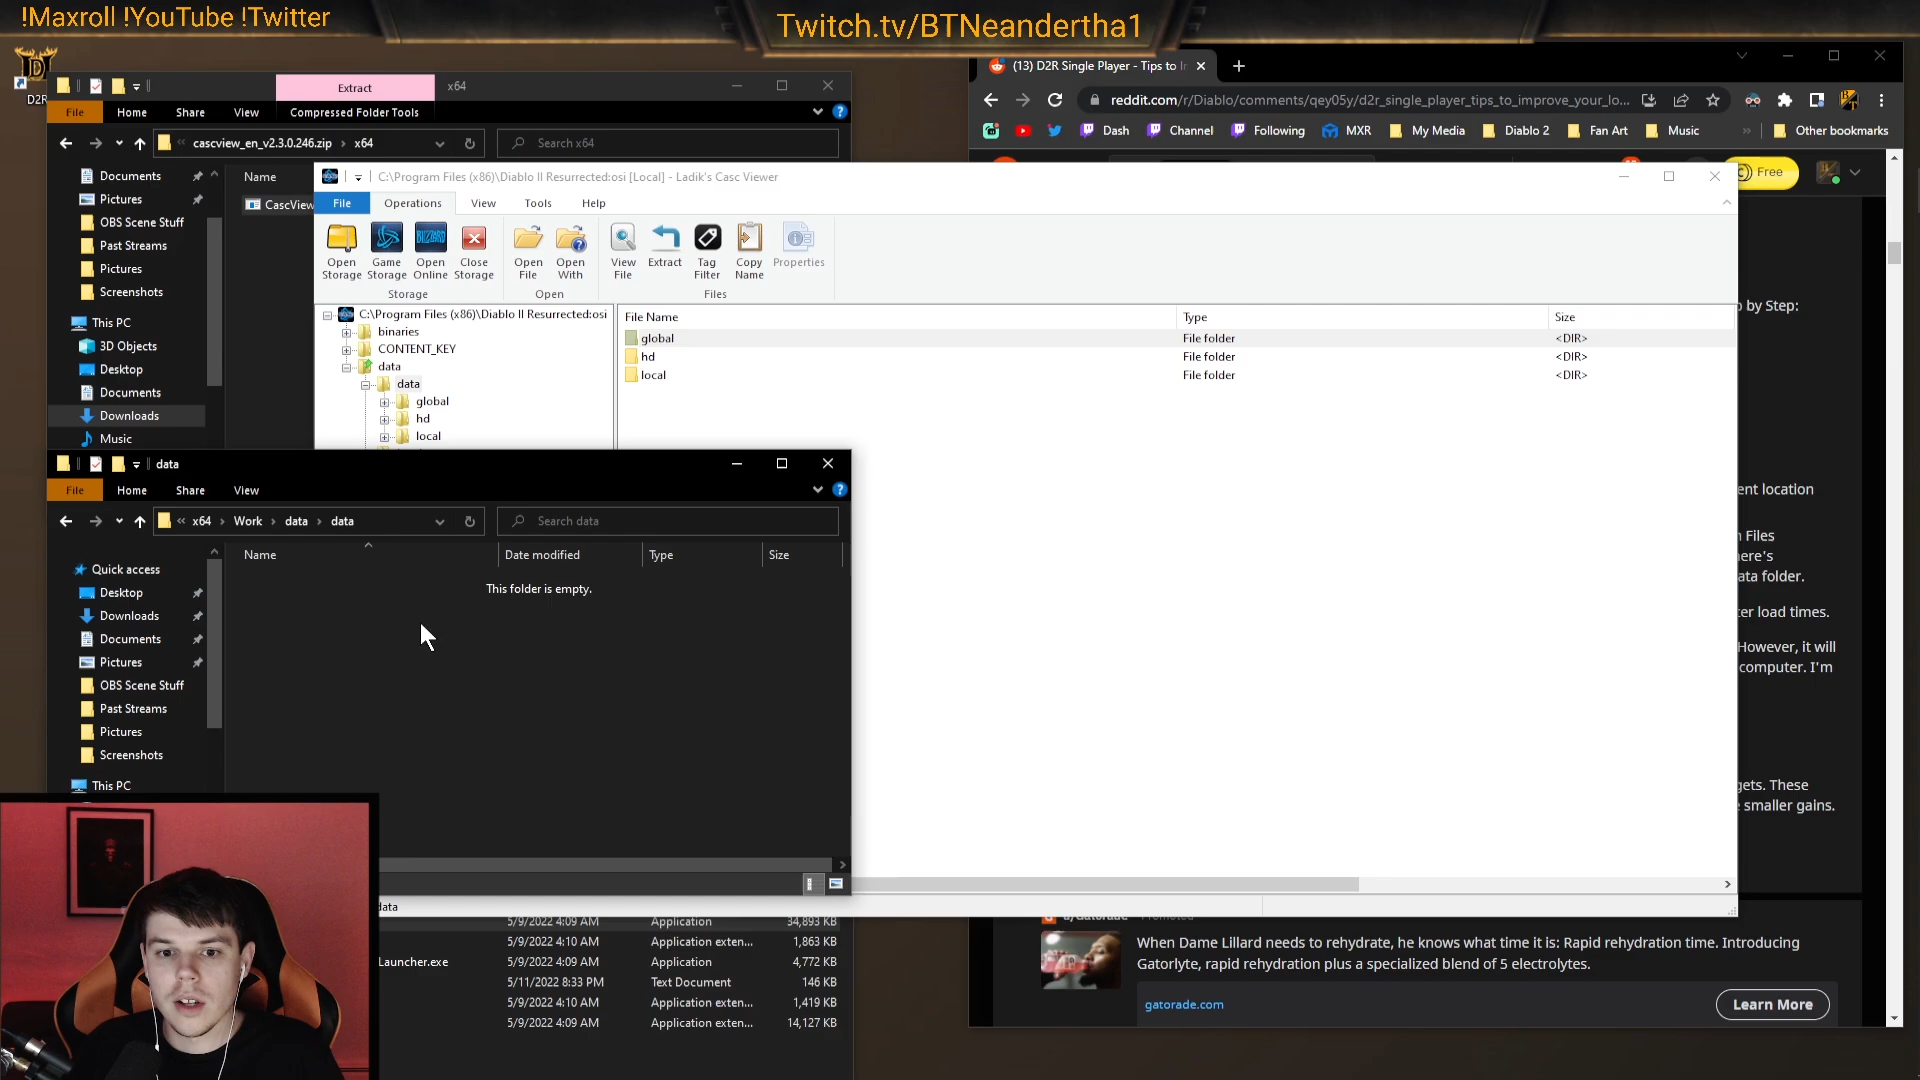 !Maxroll !YouTube !Twitter
Twitch.tv/BTNeandertha1
D2R
Extract
x64
File
Home
Share
View
Compressed Folder Tools
cascview_en_v2.3.0.246.zip > x64
Search x64
Documents
Pictures
OBS Scene Stuff
Past Streams
Pictures
Screenshots
This PC
3D Objects
Desktop
Documents
Downloads
Music
Name
CascView
C:\Program Files (x86)\Diablo II Resurrected:osi [Local] - Ladik's Casc Viewer
File
Operations
View
Tools
Help
Open Storage
Game Storage
Open Online
Close Storage
Open File
Open With
View File
Extract
Tag Filter
Copy Name
Properties
Storage
Open
Files
C:\Program Files (x86)\Diablo II Resurrected:osi
binaries
CONTENT_KEY
data
data
global
hd
local
File Name
Type
Size
global
File folder
<DIR>
hd
File folder
<DIR>
local
File folder
<DIR>
data
File
Home
Share
View
x64 > Work > data > data
Search data
Name
Date modified
Type
Size
This folder is empty.
Quick access
Desktop
Downloads
Documents
Pictures
OBS Scene Stuff
Past Streams
Pictures
Screenshots
This PC
data
5/9/2022 4:09 AM
Application
34,893 KB
5/9/2022 4:10 AM
Application exten...
1,863 KB
Launcher.exe
5/9/2022 4:09 AM
Application
4,772 KB
5/11/2022 8:33 PM
Text Document
146 KB
5/9/2022 4:10 AM
Application exten...
1,419 KB
5/9/2022 4:09 AM
Application exten...
14,127 KB
(13) D2R Single Player - Tips to I
reddit.com/r/Diablo/comments/qey05y/d2r_single_player_tips_to_improve_your_lo...
Dash
Channel
Following
MXR
My Media
Diablo 2
Fan Art
Music
Other bookmarks
Free
p by Step:
ent location
Files
here's
ata folder.
ter load times.
However, it will
computer. I'm
gets. These
smaller gains.
Promoted
When Dame Lillard needs to rehydrate, he knows what time it is: Rapid rehydration time. Introducing
Gatorlyte, rapid rehydration plus a specialized blend of 5 electrolytes.
gatorade.com
Learn More